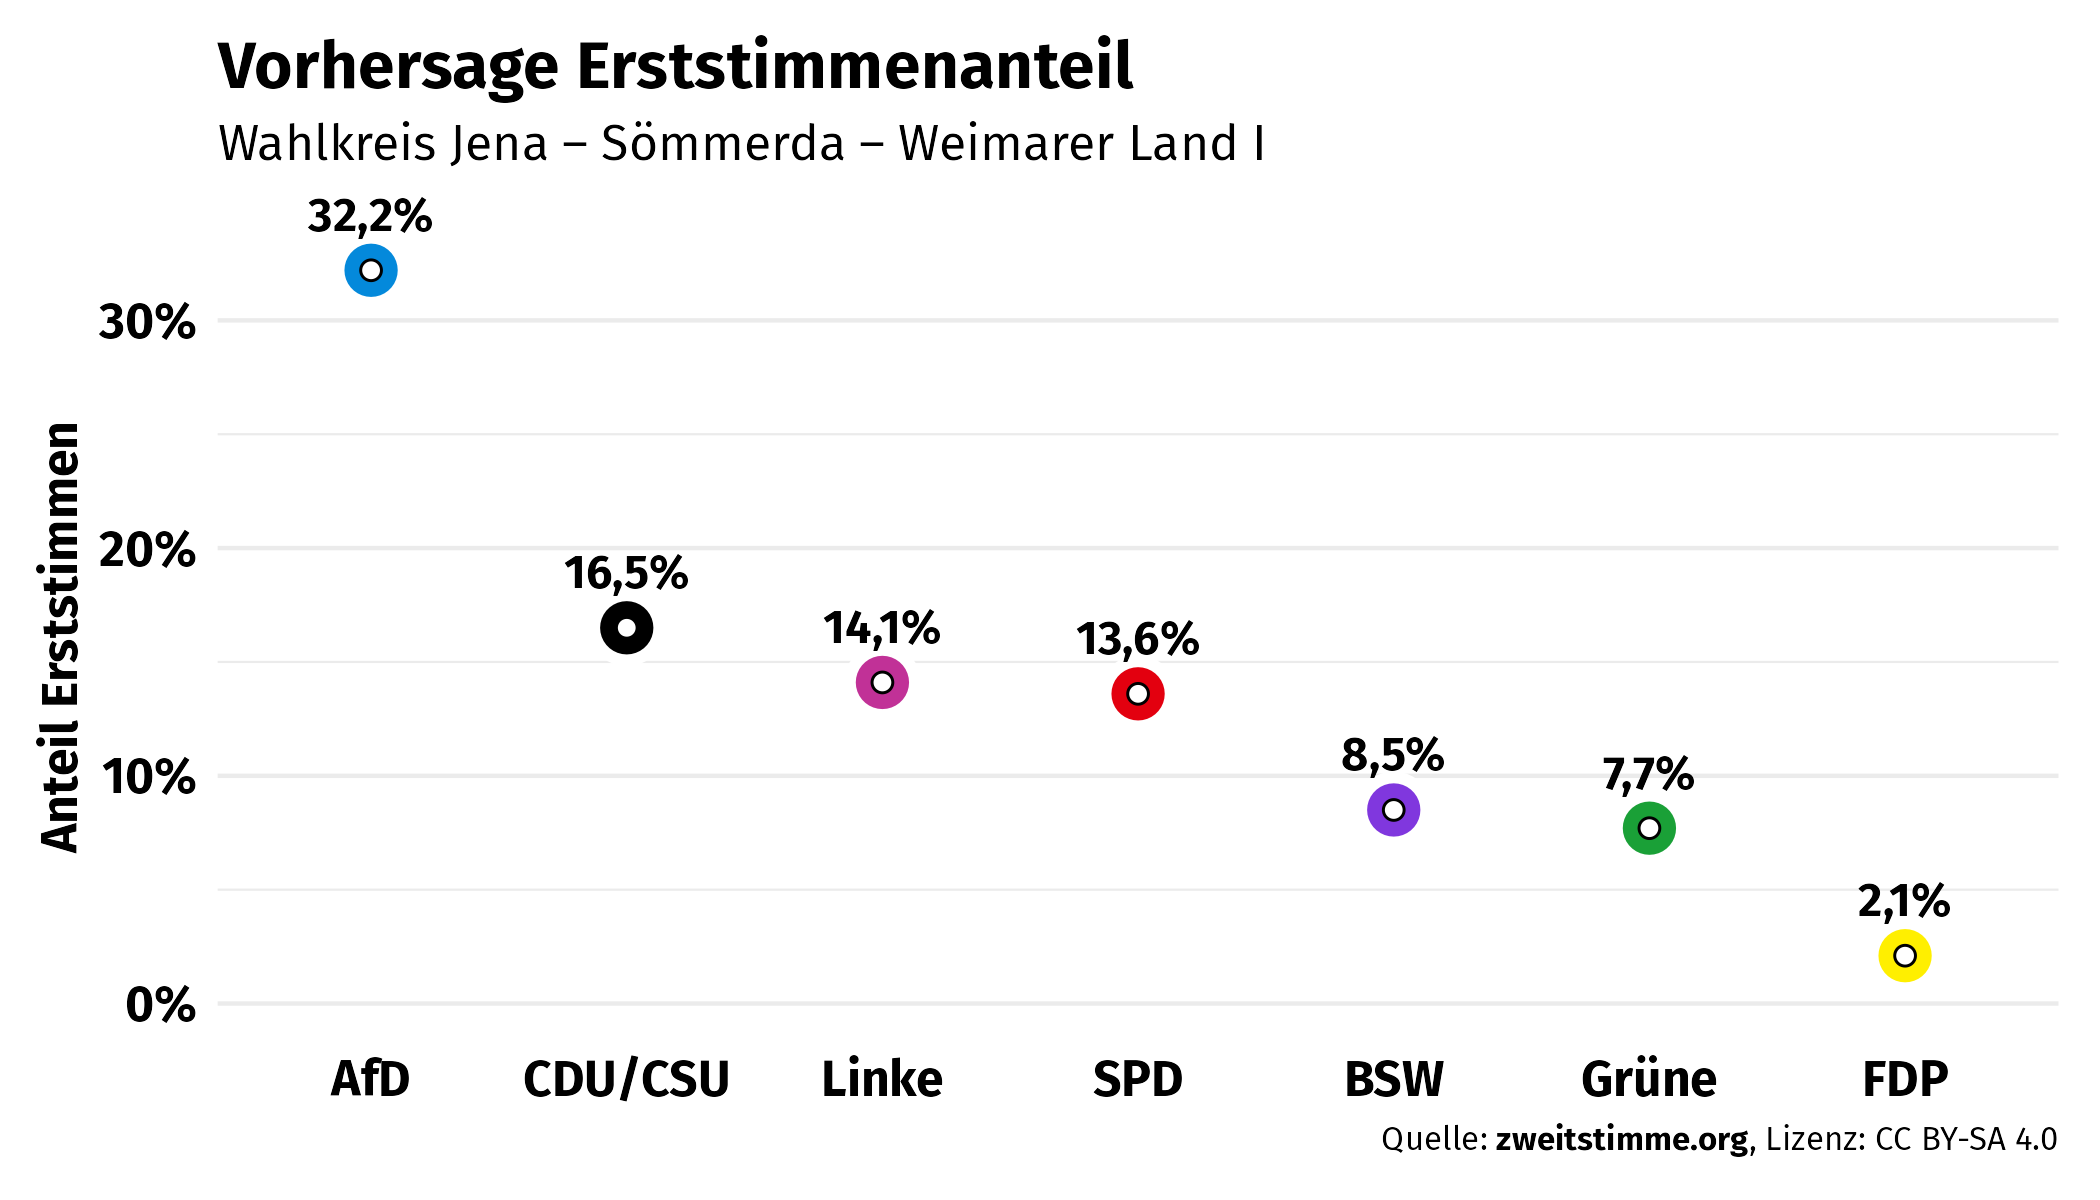 Vorhersage Erststimmenanteil
Wahlkreis Jena – Sömmerda – Weimarer Land I
32,2%
30%
20%
16,5%
14,1%
13,6%
8,5%
7,7%
10%
2,1%
0%
Anteil Erststimmen
AfD CDU/CSU Linke SPD BSW Grüne FDP
Quelle: zweitstimme.org, Lizenz: CC BY-SA 4.0